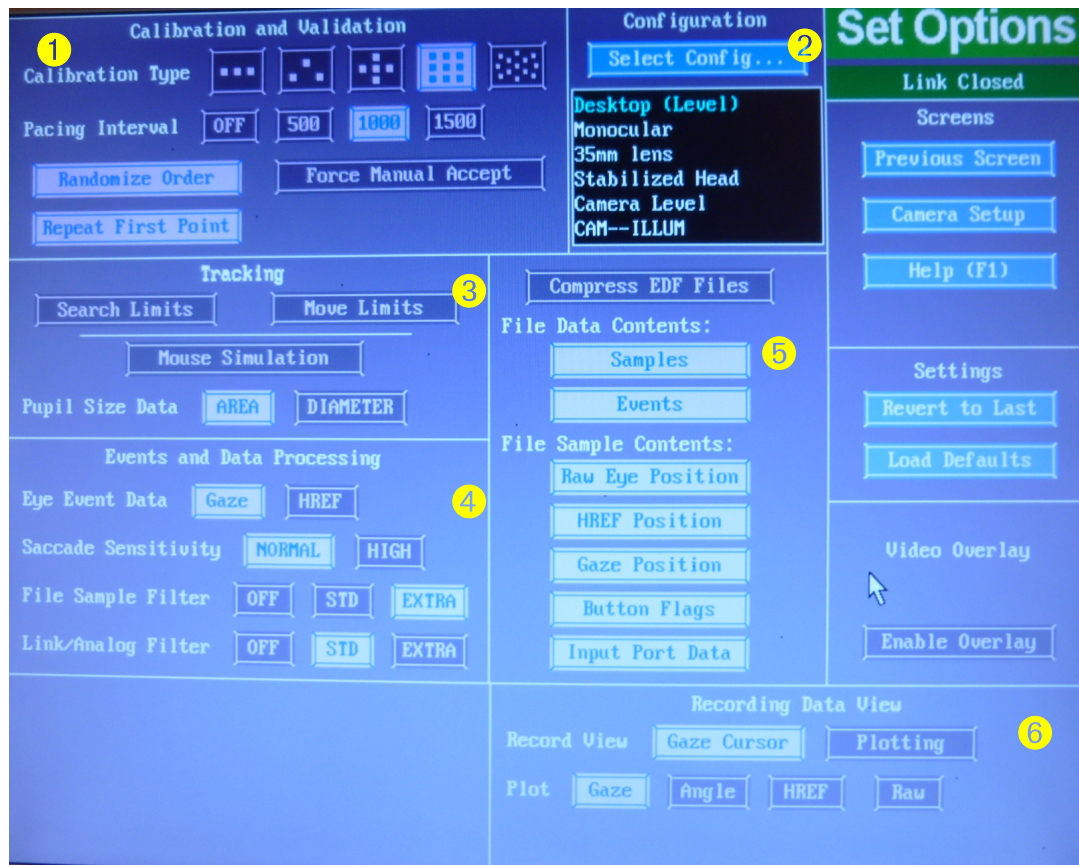 1
Calibration and Validation
Calibration Type
Pacing Interval OFF 500 1000 1500
Randomize Order Force Manual Accept
Repeat First Point
Configuration
2
Select Config...
Desktop (Level)
Monocular
35mm lens
Stabilized Head
Camera Level
CAM--ILLUM
Set Options
Link Closed
Screens
Previous Screen
Camera Setup
Help (F1)
Tracking
3
Search Limits Move Limits
Mouse Simulation
Pupil Size Data AREA DIAMETER
Events and Data Processing
4
Eye Event Data Gaze HREF
Saccade Sensitivity NORMAL HIGH
File Sample Filter OFF STD EXTRA
Link/Analog Filter OFF STD EXTRA
Compress EDF Files
File Data Contents:
5
Samples
Events
File Sample Contents:
Raw Eye Position
HREF Position
Gaze Position
Button Flags
Input Port Data
Settings
Revert to Last
Load Defaults
Video Overlay
Enable Overlay
Recording Data View
6
Record View Gaze Cursor Plotting
Plot Gaze Angle HREF Raw